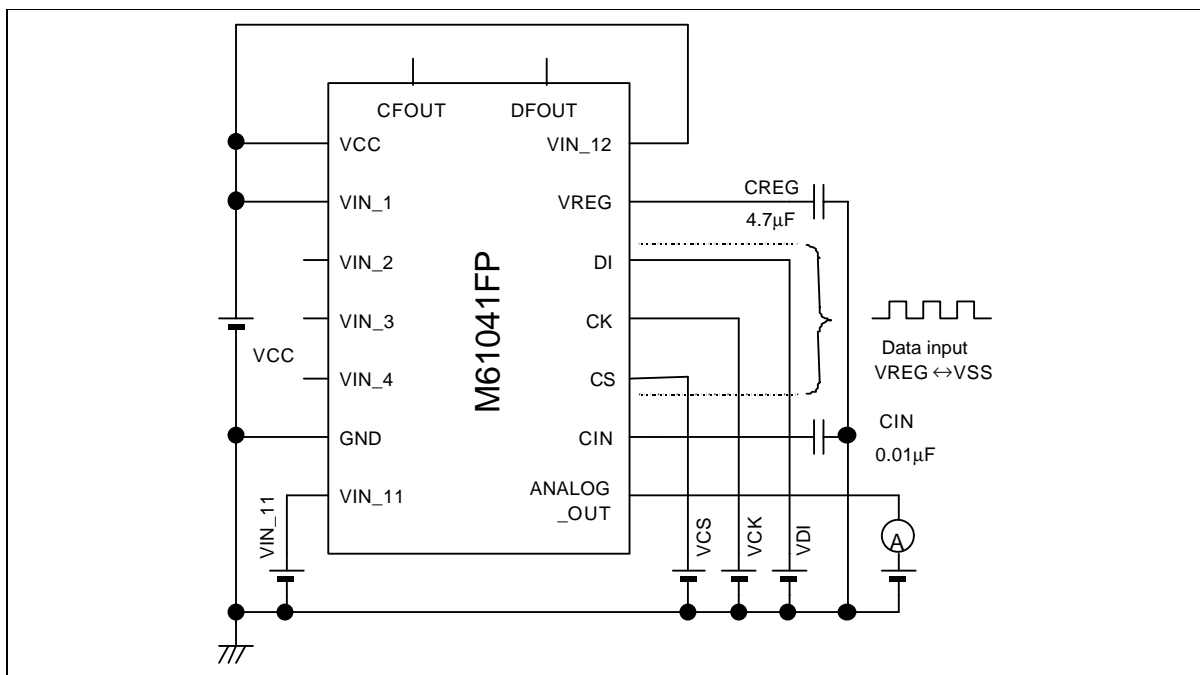 CFOUT
DFOUT
VCC
VIN_12
VIN_1
VREG
CREG
4.7μF
VIN_2
DI
VIN_3
CK
VCC
VIN_4
CS
M61041FP
Data input
VREG↔VSS
GND
CIN
CIN
0.01μF
VIN_11
VIN_11
ANALOG
_OUT
VCS
VCK
VDI
A